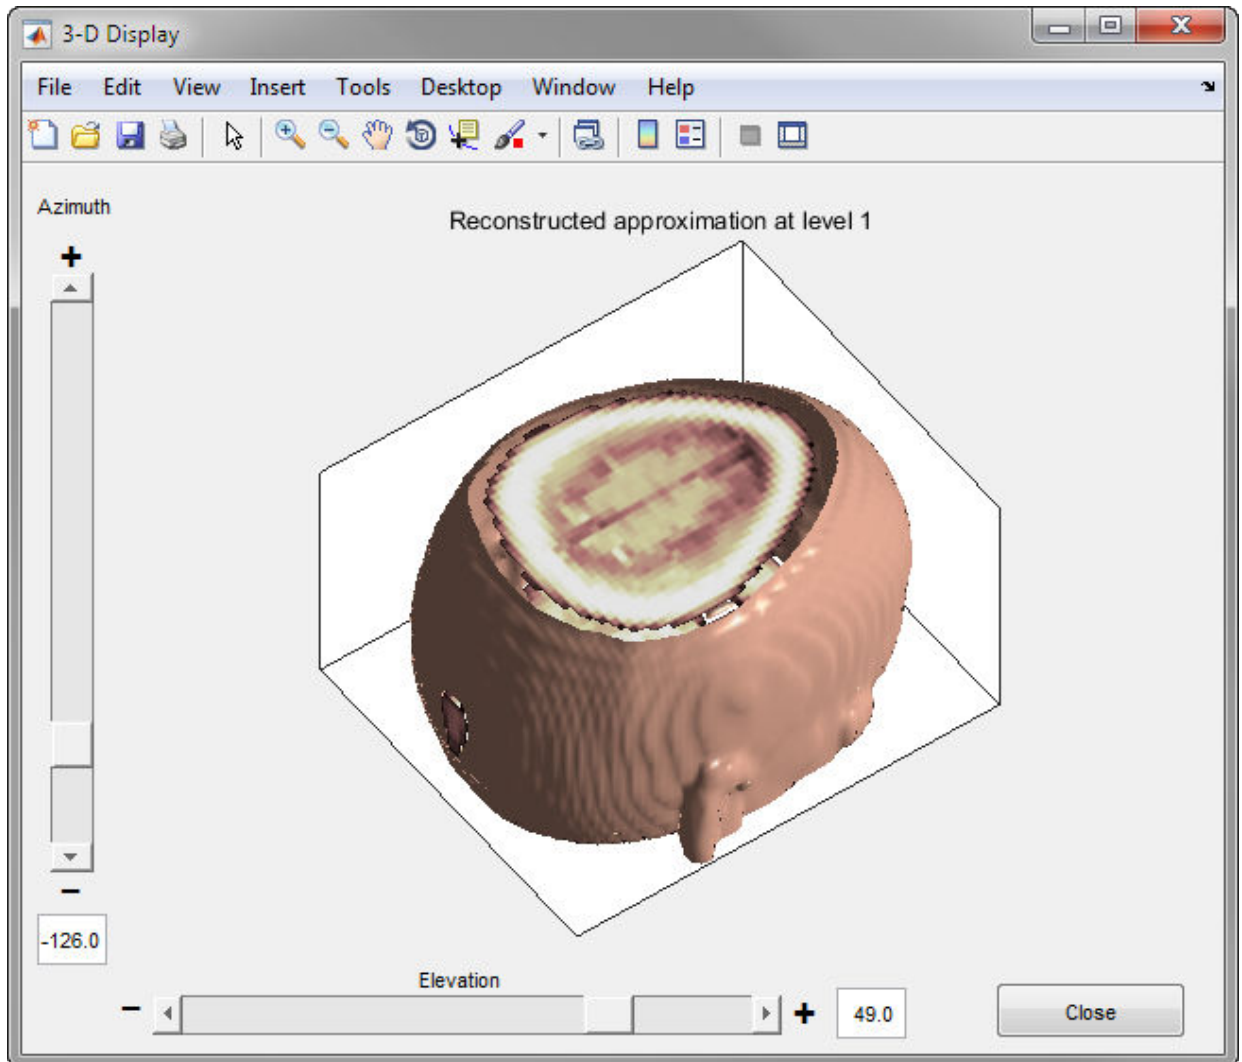 3-D Display
File Edit View Insert Tools Desktop Window Help
Azimuth
+
Reconstructed approximation at level 1
−
-126.0
Elevation
− + 49.0 Close